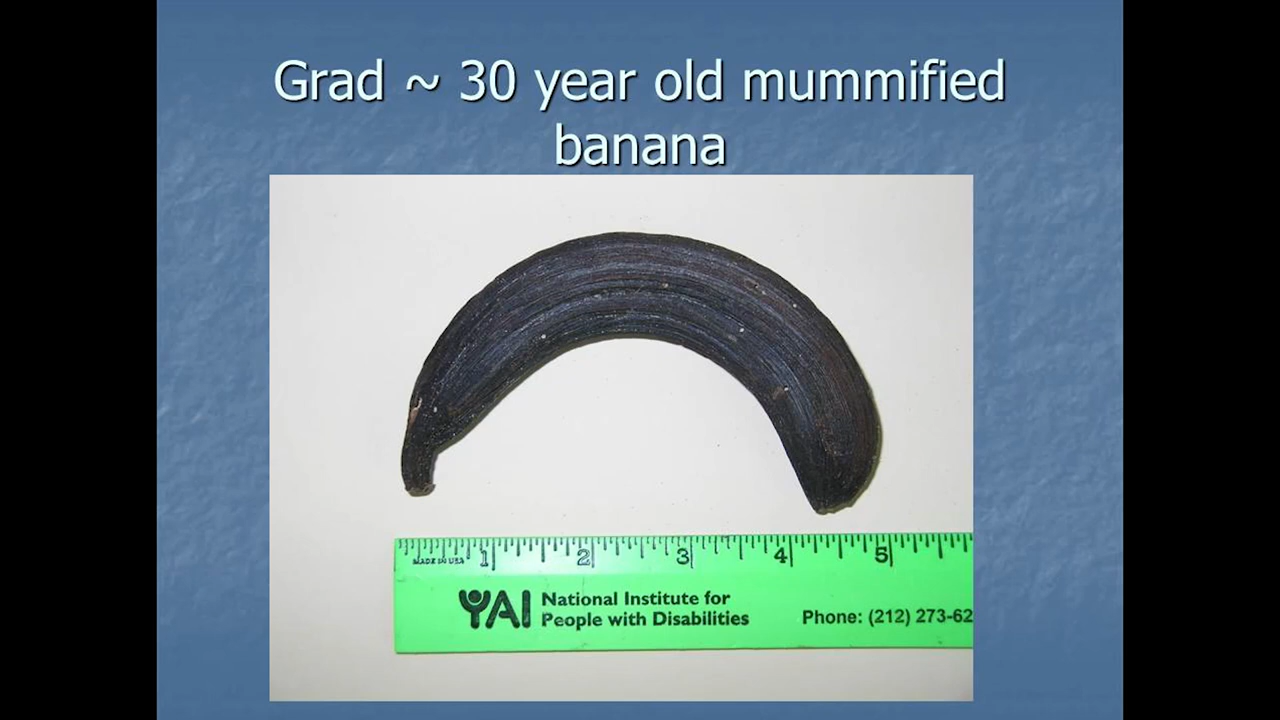 Grad ~ 30 year old mummified
banana
MADE IN USA
1 2 3 4 5
YAI
National Institute for
People with Disabilities
Phone: (212) 273-62